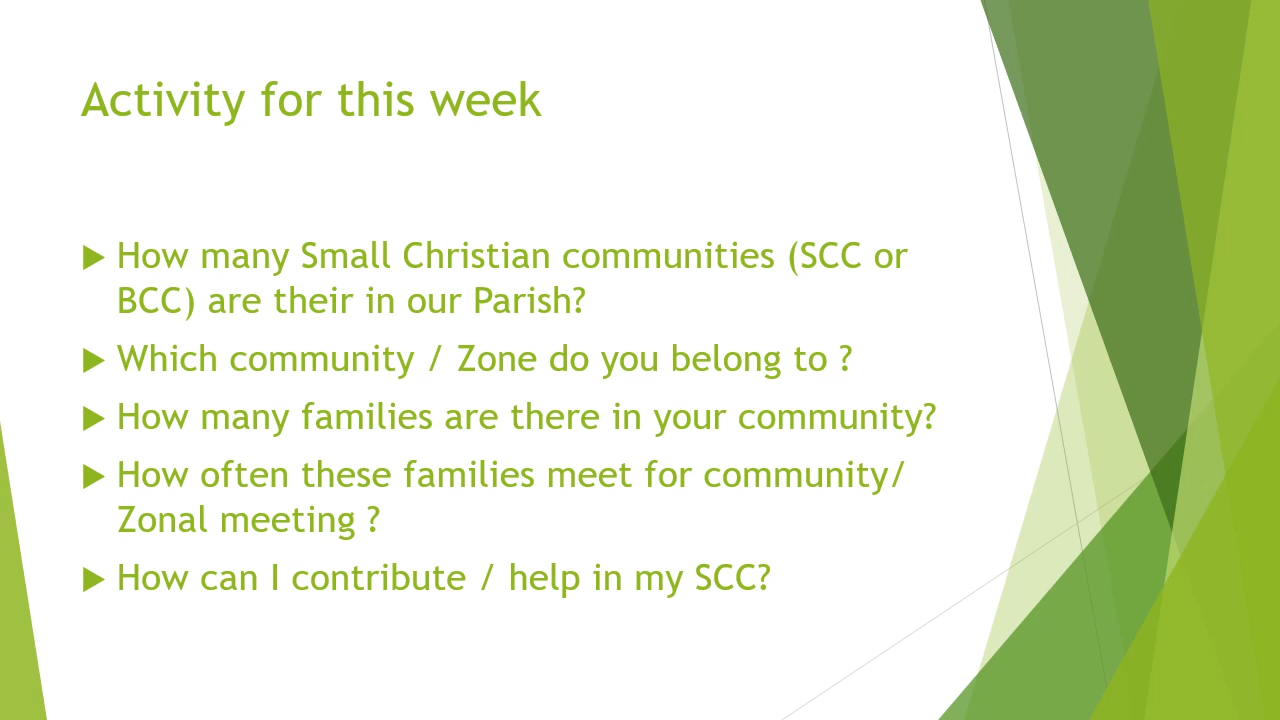 Activity for this week
How many Small Christian communities (SCC or
BCC) are their in our Parish?
Which community / Zone do you belong to ?
How many families are there in your community?
How often these families meet for community/
Zonal meeting ?
How can I contribute / help in my SCC?